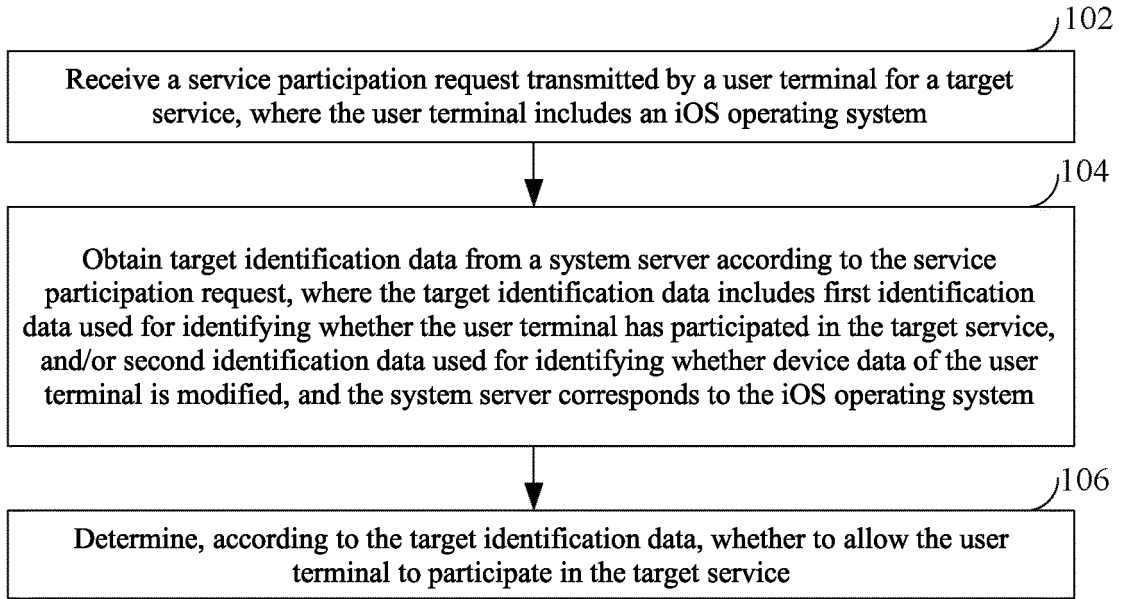 102
Receive a service participation request transmitted by a user terminal for a target
service, where the user terminal includes an iOS operating system
104
Obtain target identification data from a system server according to the service
participation request, where the target identification data includes first identification
data used for identifying whether the user terminal has participated in the target service,
and/or second identification data used for identifying whether device data of the user
terminal is modified, and the system server corresponds to the iOS operating system
106
Determine, according to the target identification data, whether to allow the user
terminal to participate in the target service